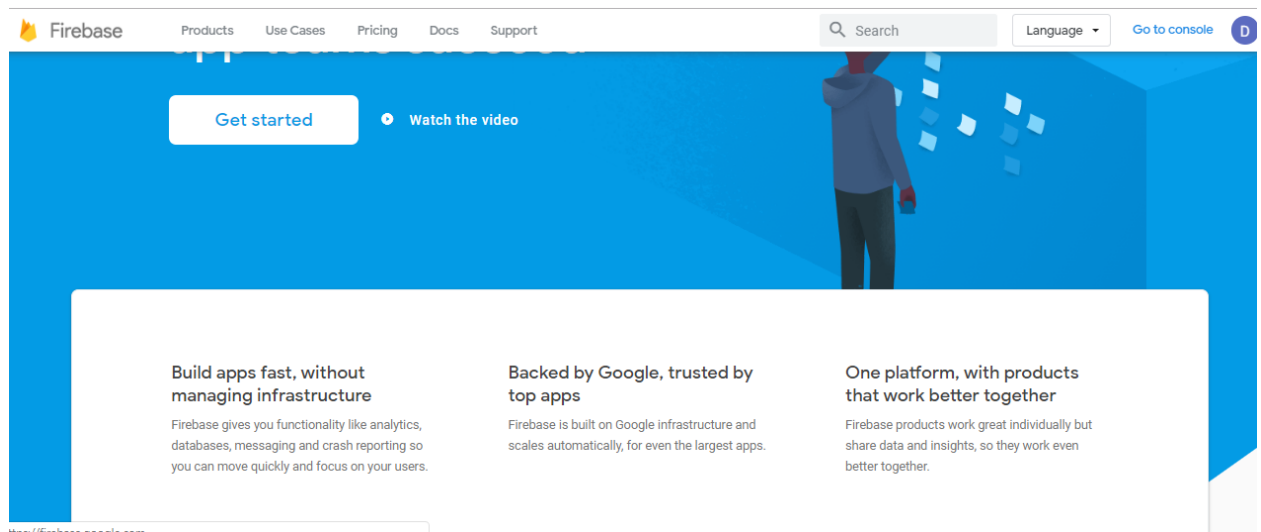 Firebase Products Use Cases Pricing Docs Support Search Language Go to console D
Get started Watch the video
Build apps fast, without
managing infrastructure
Firebase gives you functionality like analytics,
databases, messaging and crash reporting so
you can move quickly and focus on your users.
Backed by Google, trusted by
top apps
Firebase is built on Google infrastructure and
scales automatically, for even the largest apps.
One platform, with products
that work better together
Firebase products work great individually but
share data and insights, so they work even
better together.